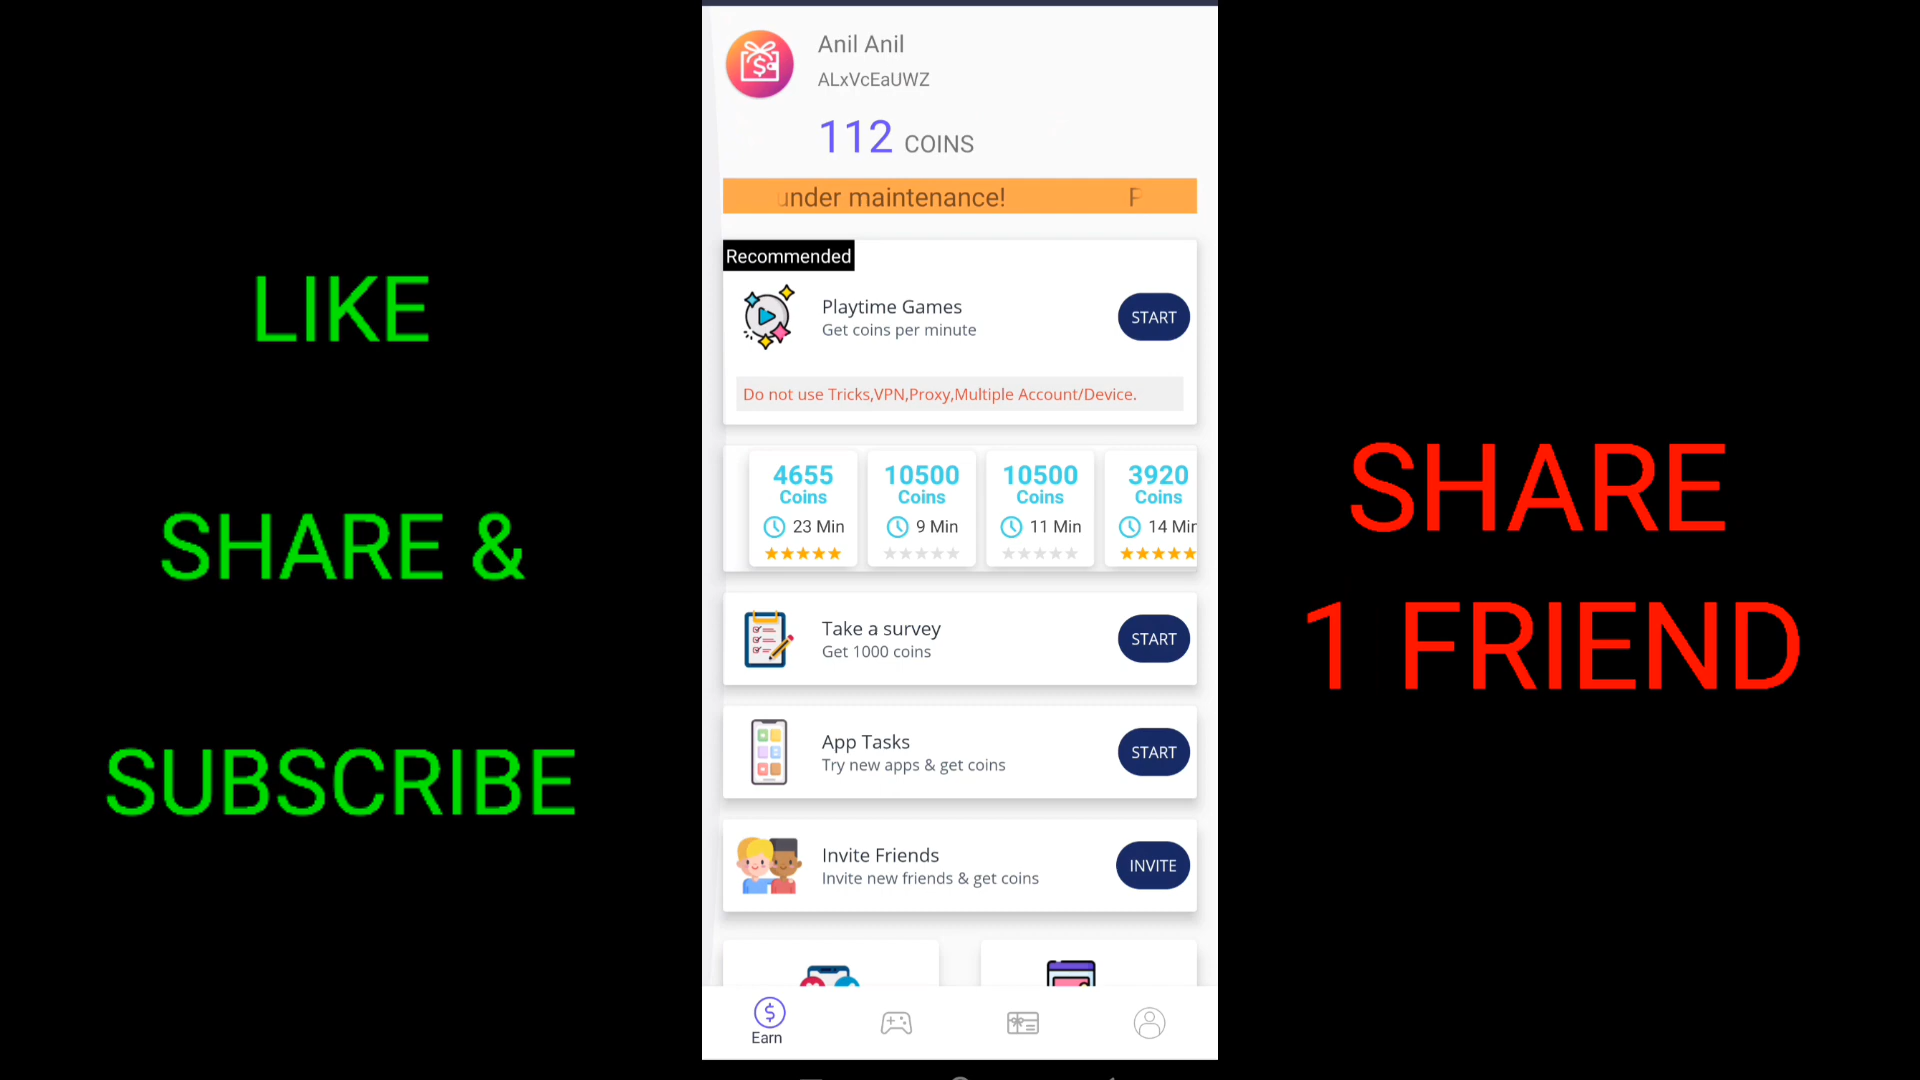 LIKE
SHARE &
SUBSCRIBE
Anil Anil
ALxVcEaUWZ
112 COINS
under maintenance!
Recommended
Playtime Games
Get coins per minute
START
Do not use Tricks,VPN,Proxy,Multiple Account/Device.
4655
Coins
23 Min
10500
Coins
9 Min
10500
Coins
11 Min
3920
Coins
14 Min
Take a survey
Get 1000 coins
START
App Tasks
Try new apps & get coins
START
Invite Friends
Invite new friends & get coins
INVITE
Earn
SHARE
1 FRIEND